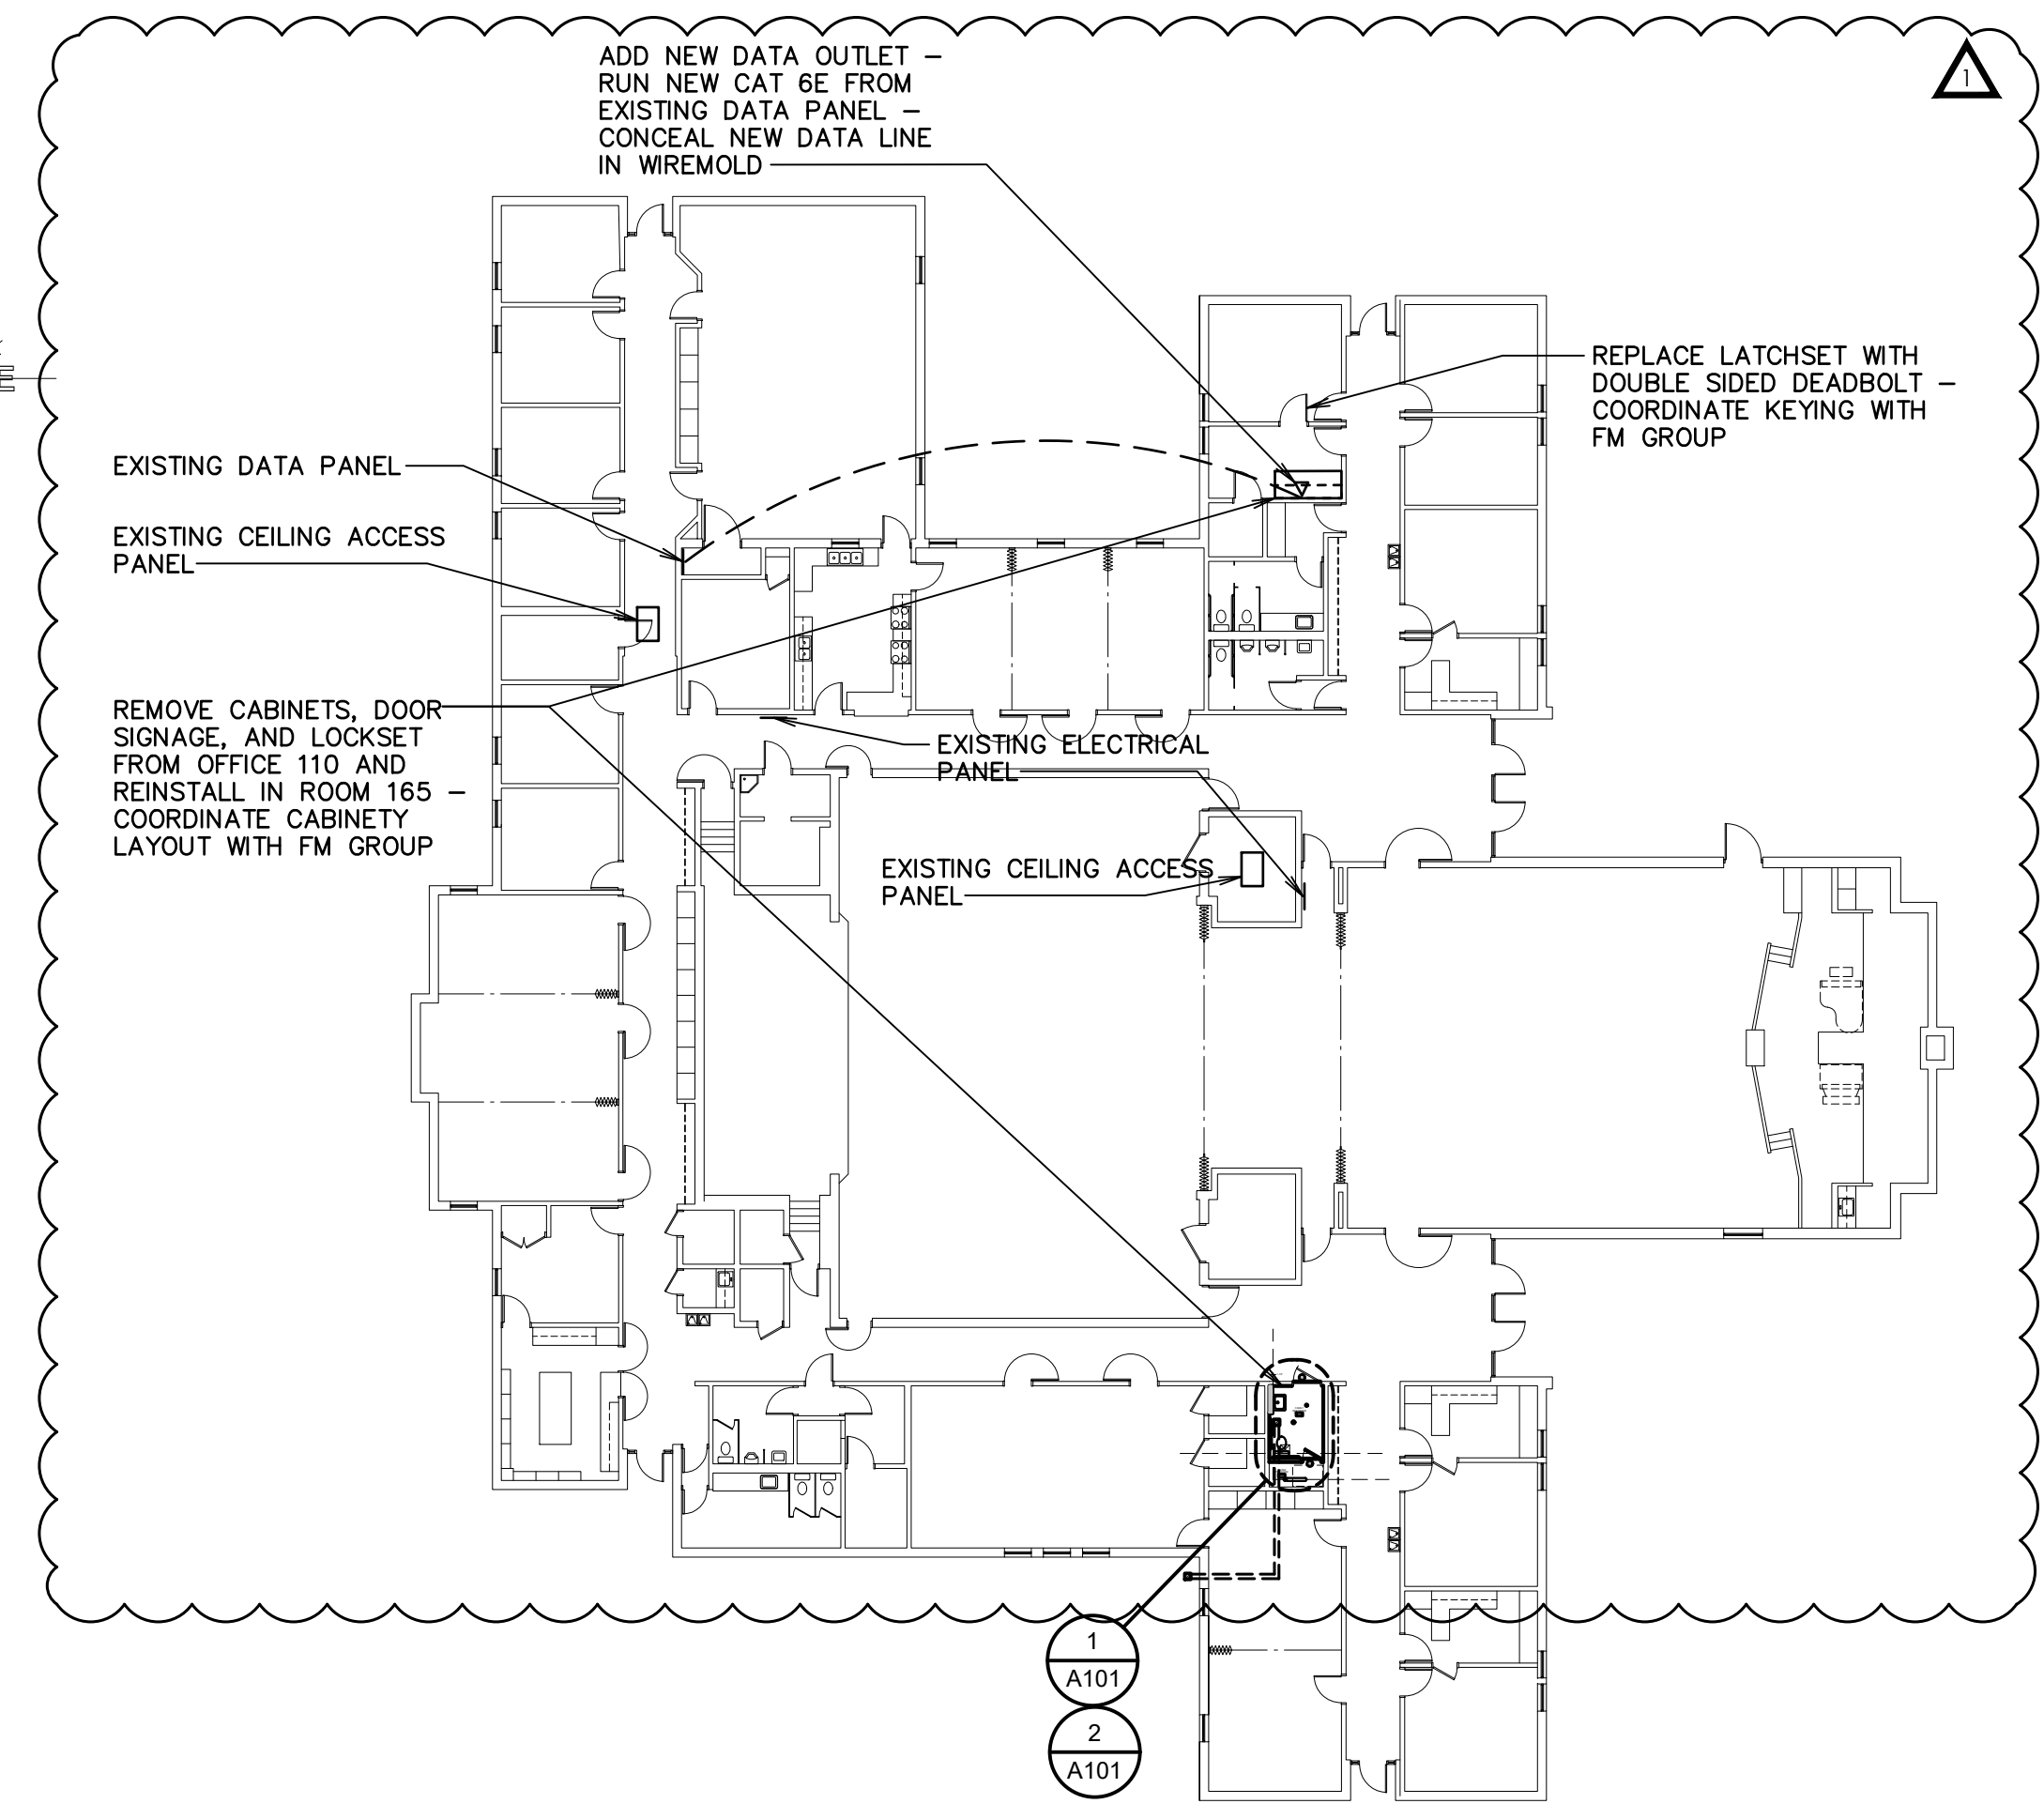 ADD NEW DATA OUTLET –
RUN NEW CAT 6E FROM
EXISTING DATA PANEL –
CONCEAL NEW DATA LINE
IN WIREMOLD
1
REPLACE LATCHSET WITH
DOUBLE SIDED DEADBOLT –
COORDINATE KEYING WITH
FM GROUP
EXISTING DATA PANEL
EXISTING CEILING ACCESS
PANEL
REMOVE CABINETS, DOOR
SIGNAGE, AND LOCKSET
FROM OFFICE 110 AND
REINSTALL IN ROOM 165 –
COORDINATE CABINETY
LAYOUT WITH FM GROUP
EXISTING ELECTRICAL
PANEL
EXISTING CEILING ACCESS
PANEL
1
A101
2
A101